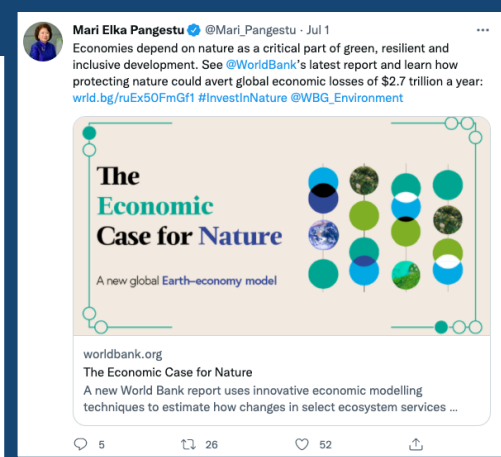 Mari Elka Pangestu @Mari_Pangestu · Jul 1
Economies depend on nature as a critical part of green, resilient and
inclusive development. See @WorldBank's latest report and learn how
protecting nature could avert global economic losses of $2.7 trillion a year:
wrld.bg/ruEx50FmGf1 #InvestInNature @WBG_Environment
The
Economic
Case for Nature
A new global Earth–economy model
worldbank.org
The Economic Case for Nature
A new World Bank report uses innovative economic modelling
techniques to estimate how changes in select ecosystem services ...
5 26 52